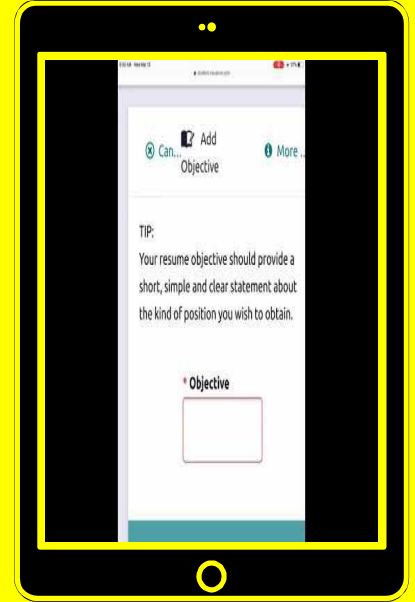 Can... Add More ..
Objective
TIP:
Your resume objective should provide a
short, simple and clear statement about
the kind of position you wish to obtain.
* Objective